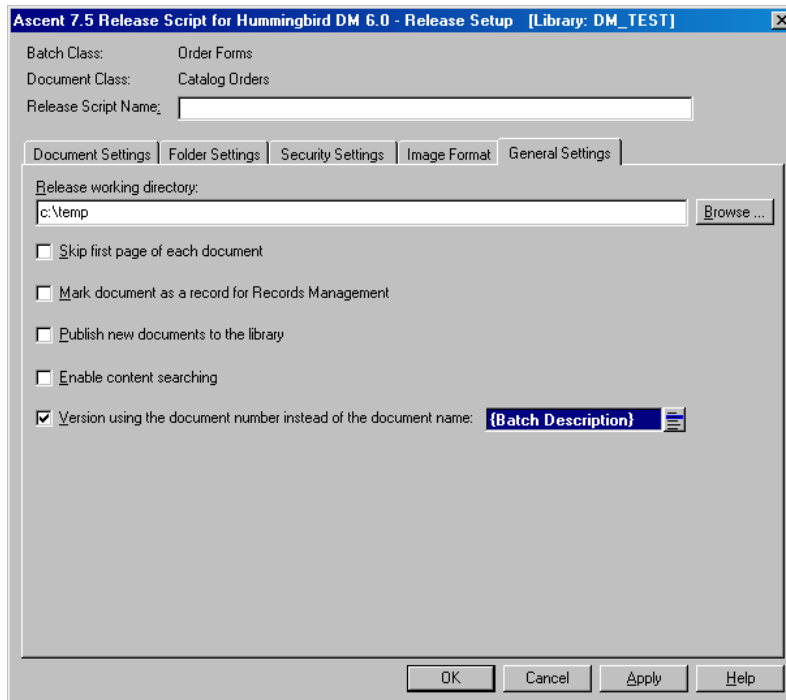 Ascent 7.5 Release Script for Hummingbird DM 6.0 - Release Setup [Library: DM_TEST]
Batch Class: Order Forms
Document Class: Catalog Orders
Release Script Name:
Document Settings Folder Settings Security Settings Image Format General Settings
Release working directory:
c:\temp Browse ...
Skip first page of each document
Mark document as a record for Records Management
Publish new documents to the library
Enable content searching
Version using the document number instead of the document name: {Batch Description}
OK Cancel Apply Help